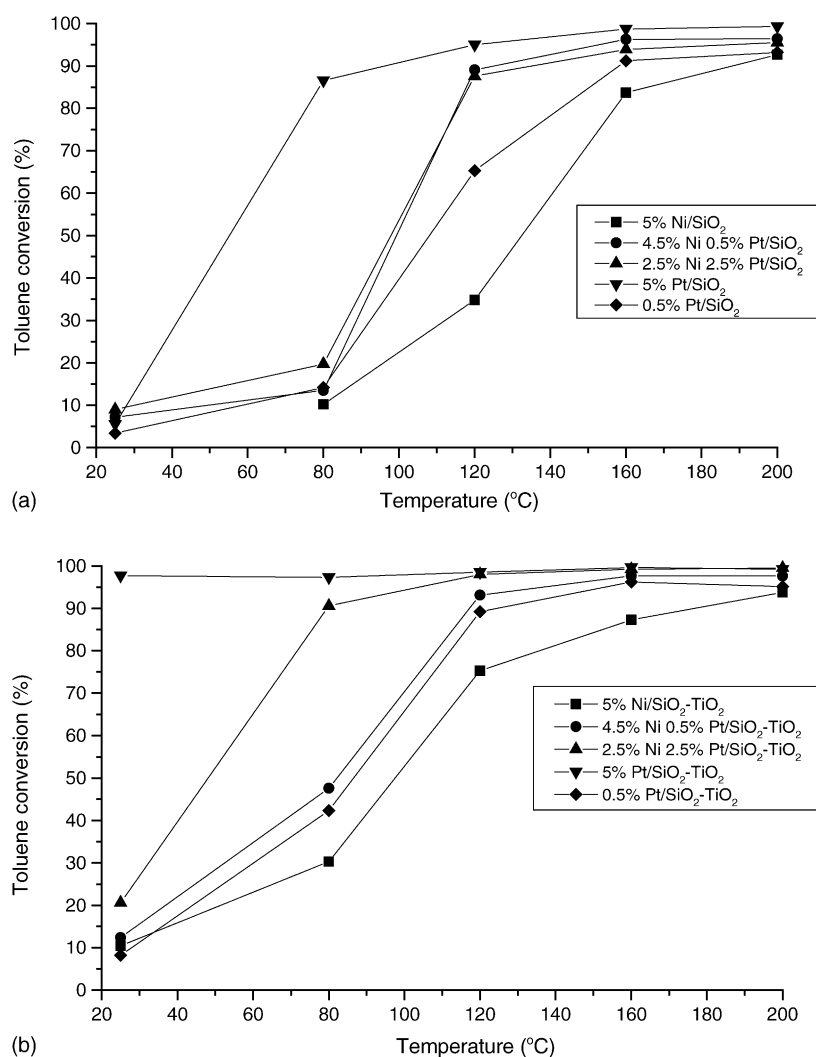 100
90
80
70
60
50
40
30
20
10
0
Toluene conversion (%)
5% Ni/SiO₂
4.5% Ni 0.5% Pt/SiO₂
2.5% Ni 2.5% Pt/SiO₂
5% Pt/SiO₂
0.5% Pt/SiO₂
20 40 60 80 100 120 140 160 180 200
(a) Temperature (°C)
100
90
80
70
60
50
40
30
20
10
0
Toluene conversion (%)
5% Ni/SiO₂-TiO₂
4.5% Ni 0.5% Pt/SiO₂-TiO₂
2.5% Ni 2.5% Pt/SiO₂-TiO₂
5% Pt/SiO₂-TiO₂
0.5% Pt/SiO₂-TiO₂
20 40 60 80 100 120 140 160 180 200
(b) Temperature (°C)